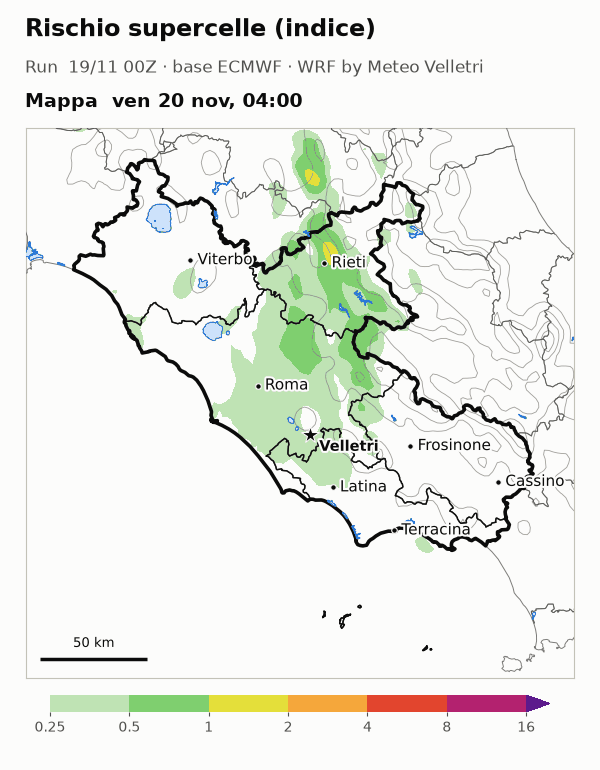 Rischio supercelle (indice)
Run  19/11 00Z · base ECMWF · WRF by Meteo Velletri
Mappa  ven 20 nov, 04:00
Viterbo
Rieti
Roma
Velletri
Frosinone
Latina
Cassino
Terracina
50 km
0.25 0.5 1 2 4 8 16